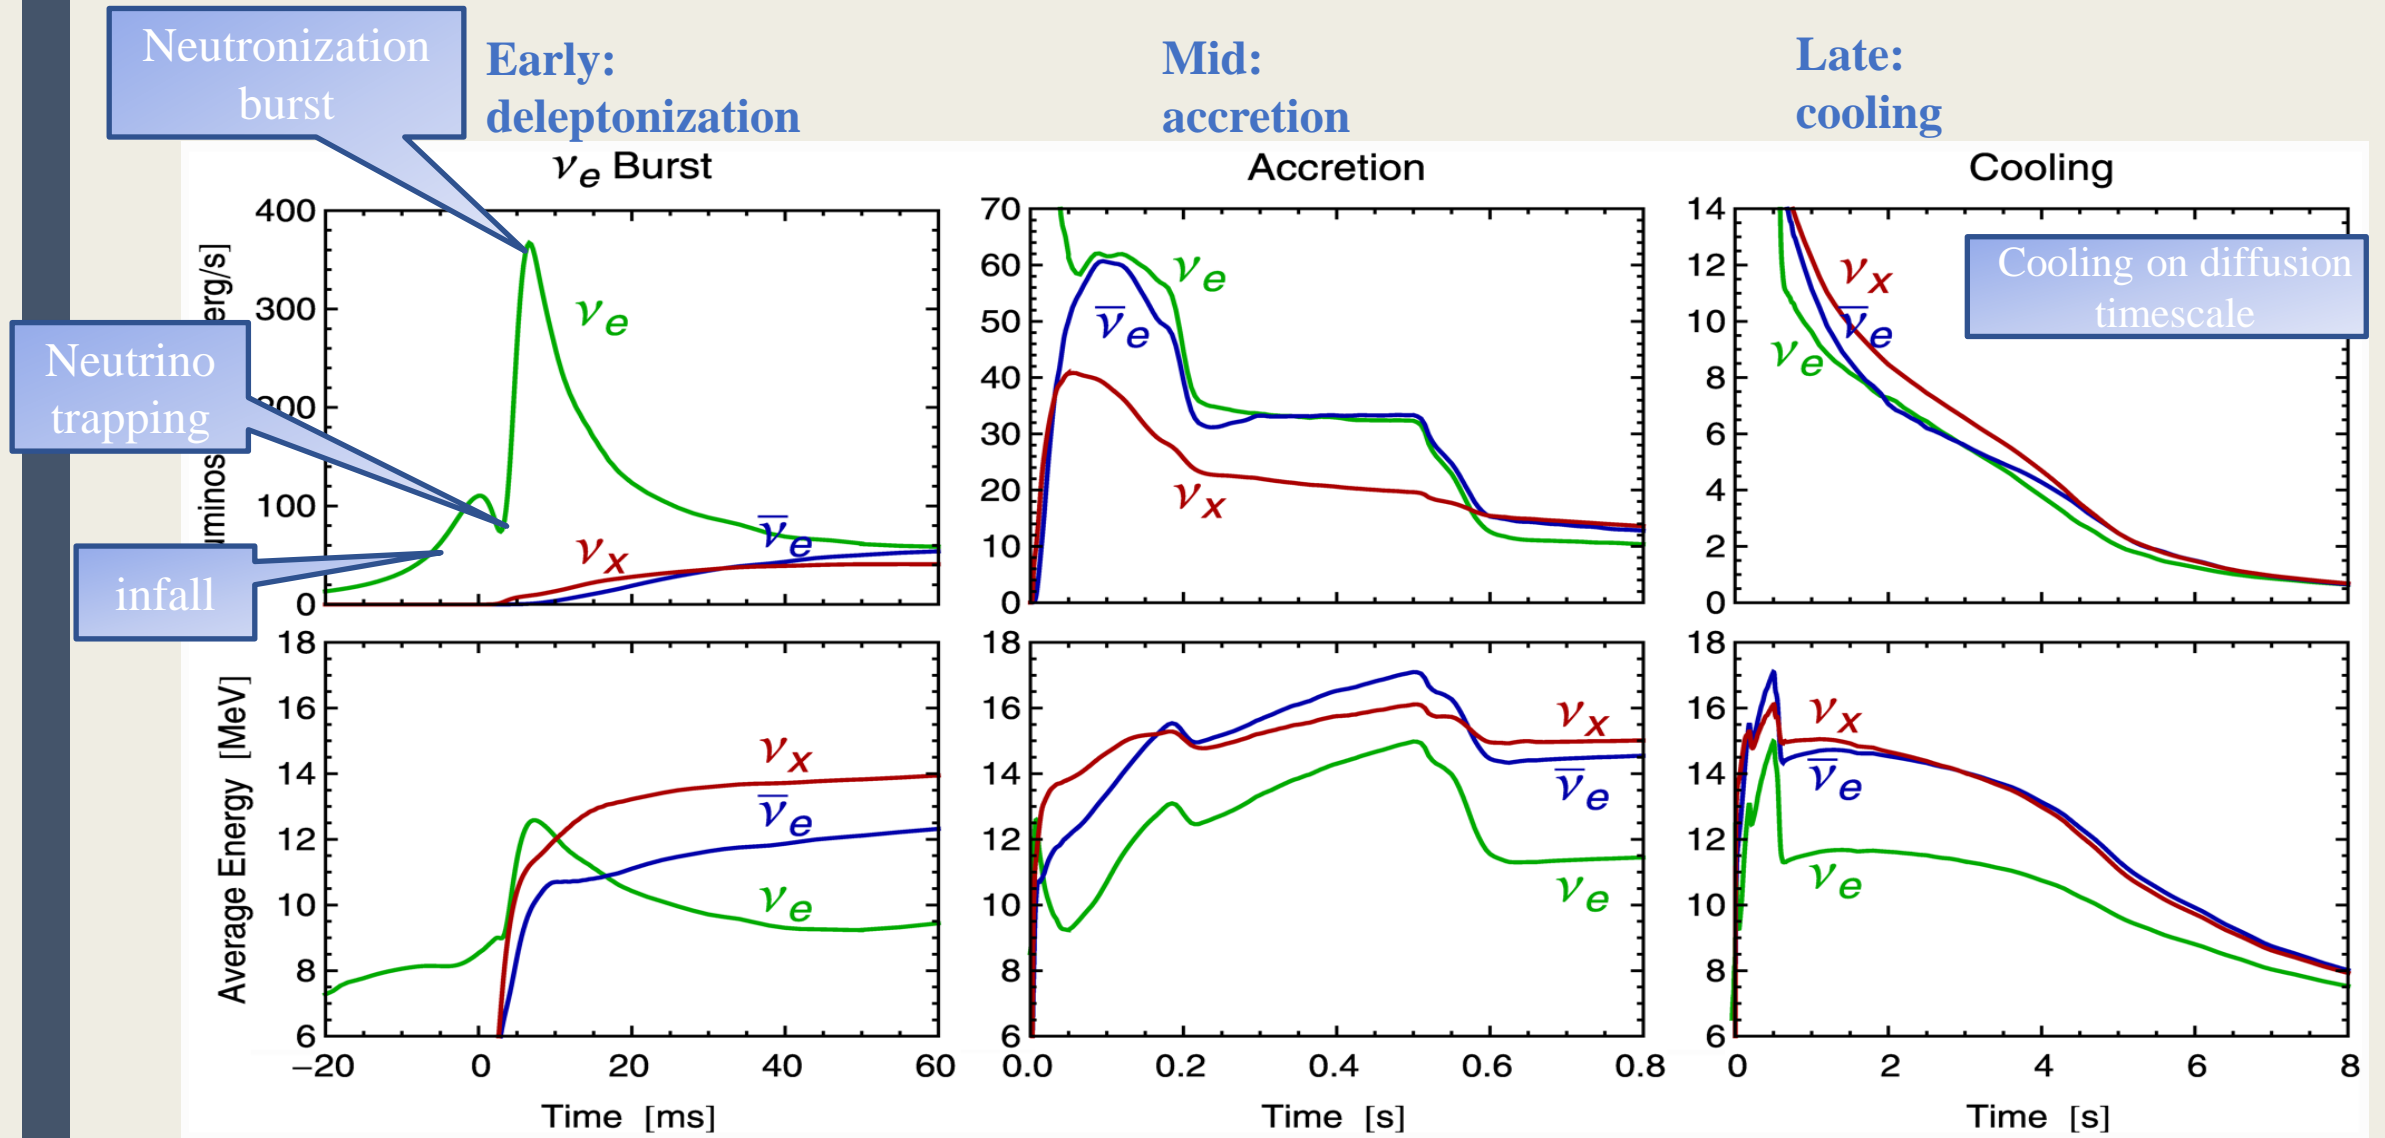 Neutronization
burst
Early:
deleptonization
Mid:
accretion
Late:
cooling
νe Burst
Accretion
Cooling
Neutrino
trapping
infall
Cooling on diffusion
timescale
erg/s]
400
300
100
0
νe
νx
ν̅e
70
60
50
40
30
20
10
0
νe
ν̅e
νx
14
12
10
8
6
4
2
0
νx
ν̅e
νe
Average Energy [MeV]
18
16
14
12
10
8
6
νx
ν̅e
νe
−20
0
20
40
60
Time [ms]
18
16
14
12
10
8
6
νx
ν̅e
νe
0.0
0.2
0.4
0.6
0.8
Time [s]
18
16
14
12
10
8
6
νx
ν̅e
νe
0
2
4
6
8
Time [s]